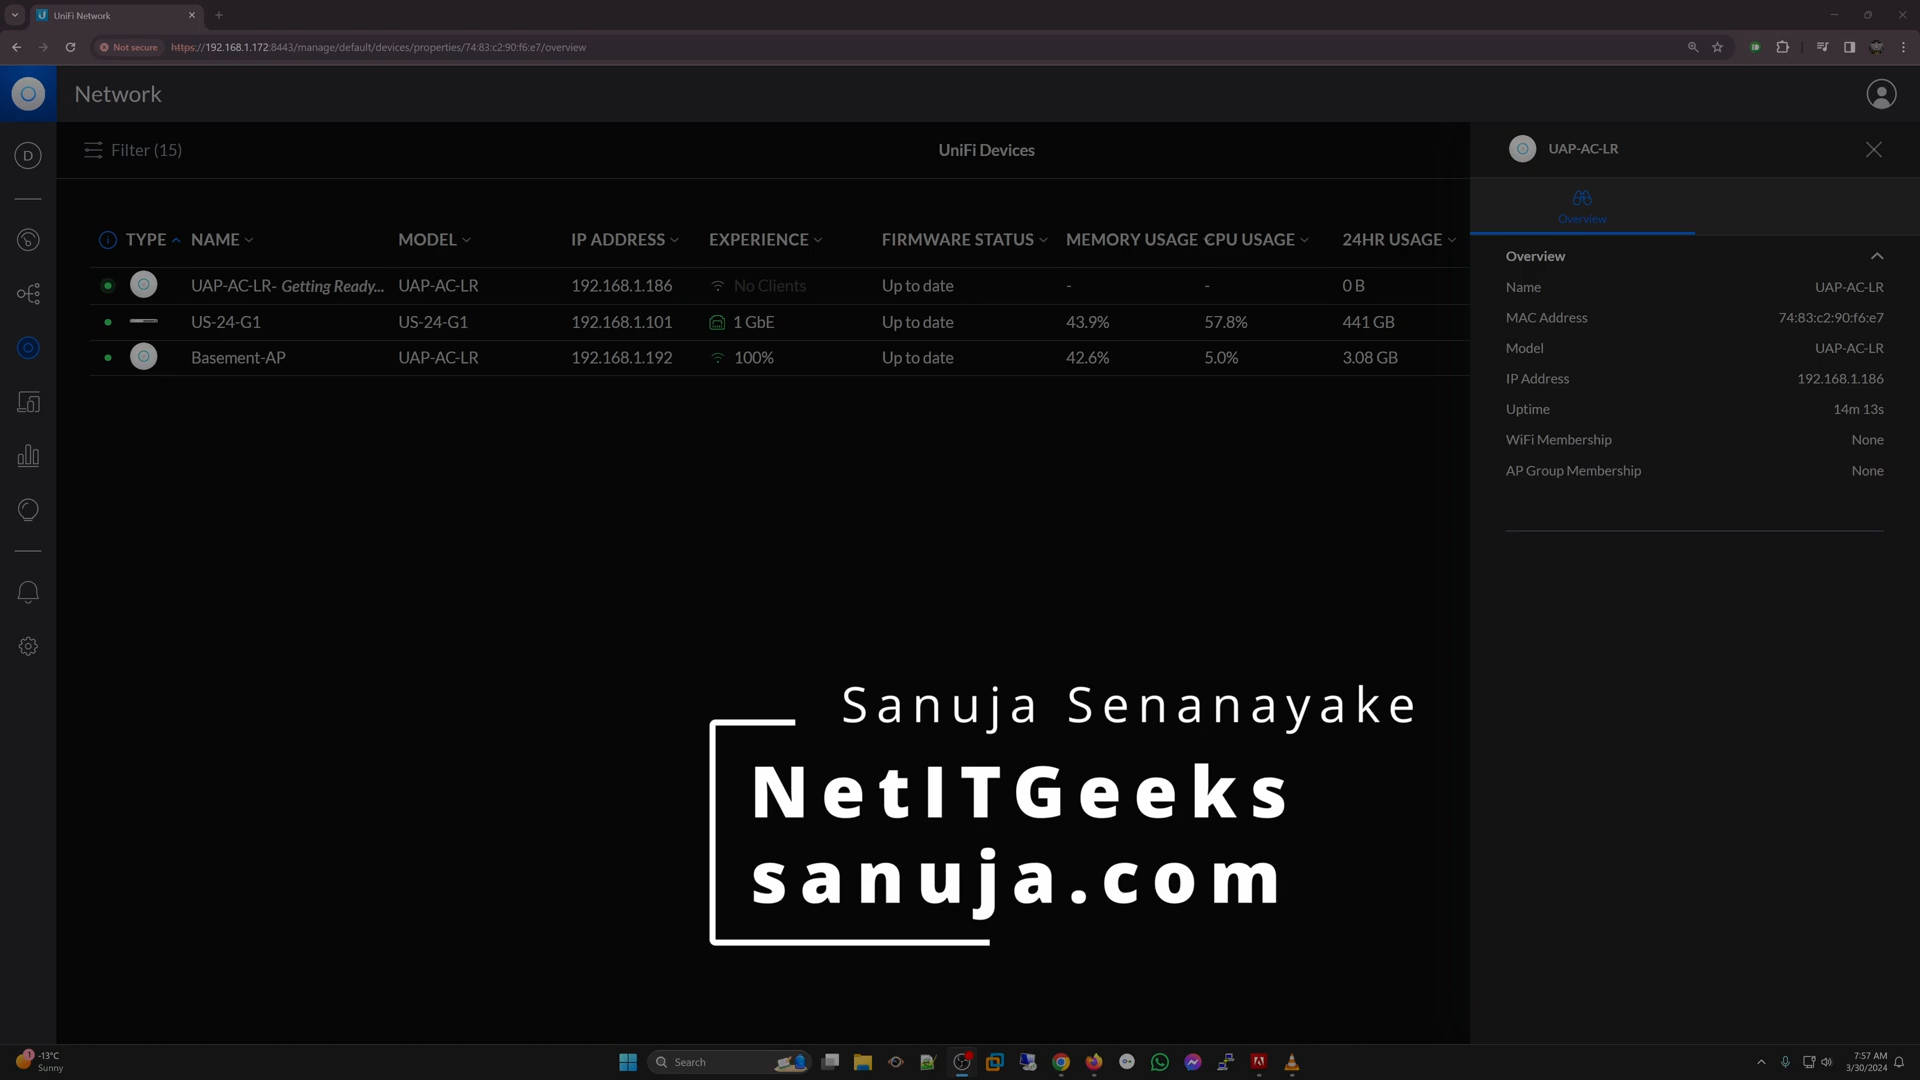 UniFi Network
Not secure https://192.168.1.172:8443/manage/default/devices/properties/74:83:c2:90:f6:e7/overview
Network
D
Filter (15)
UniFi Devices
TYPE NAME MODEL IP ADDRESS EXPERIENCE FIRMWARE STATUS MEMORY USAGE CPU USAGE 24HR USAGE
UAP-AC-LR- Getting Ready... UAP-AC-LR 192.168.1.186 No Clients Up to date - - 0 B
US-24-G1 US-24-G1 192.168.1.101 1 GbE Up to date 43.9% 57.8% 441 GB
Basement-AP UAP-AC-LR 192.168.1.192 100% Up to date 42.6% 5.0% 3.08 GB
UAP-AC-LR
Overview
Overview
Name UAP-AC-LR
MAC Address 74:83:c2:90:f6:e7
Model UAP-AC-LR
IP Address 192.168.1.186
Uptime 14m 13s
WiFi Membership None
AP Group Membership None
Sanuja Senanayake
NetITGeeks
sanuja.com
1
-13°C
Sunny
Search
7:57 AM
3/30/2024